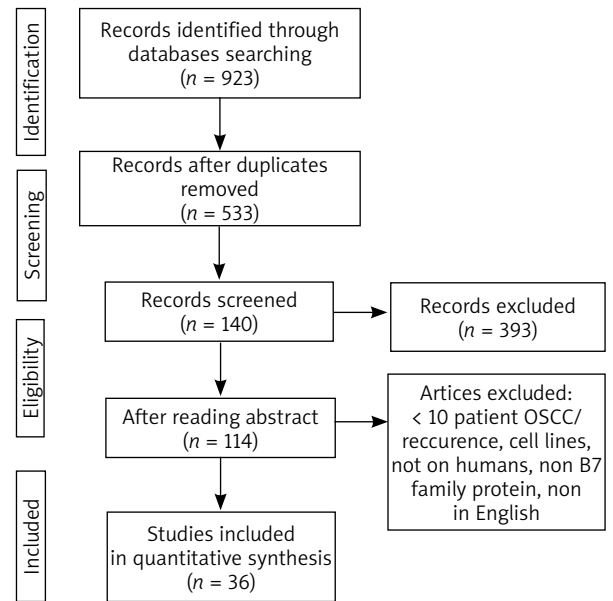 Identification
Records identified through
databases searching
(n = 923)
Records after duplicates
removed
(n = 533)
Screening
Records screened
(n = 140)
Records excluded
(n = 393)
Eligibility
After reading abstract
(n = 114)
Artices excluded:
< 10 patient OSCC/
reccurence, cell lines,
not on humans, non B7
family protein, non
in English
Included
Studies included
in quantitative synthesis
(n = 36)